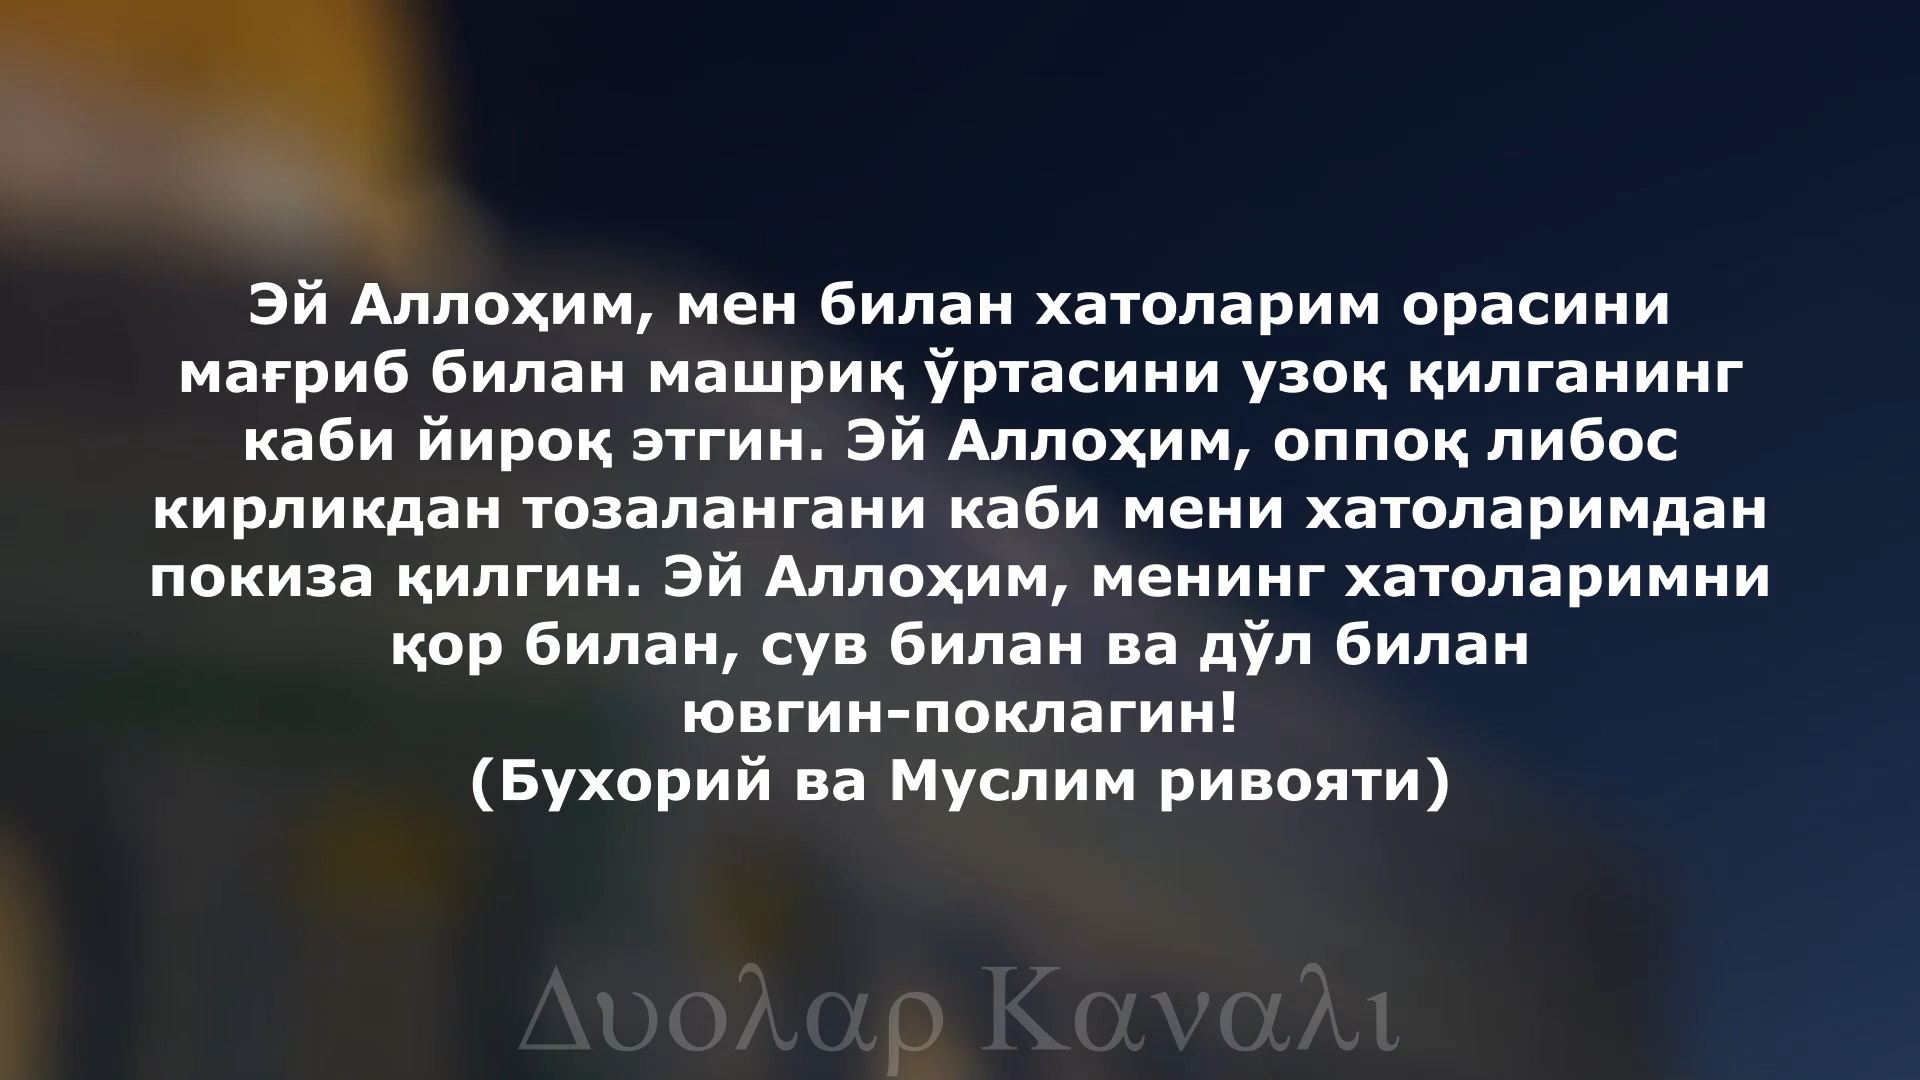 Эй Аллоҳим, мен билан хатоларим орасини
мағриб билан машриқ ўртасини узоқ қилганинг
каби йироқ этгин. Эй Аллоҳим, оппоқ либос
кирликдан тозалангани каби мени хатоларимдан
покиза қилгин. Эй Аллоҳим, менинг хатоларимни
қор билан, сув билан ва дўл билан
ювгин-поклагин!
(Бухорий ва Муслим ривояти)
Δυολαρ Καναλι